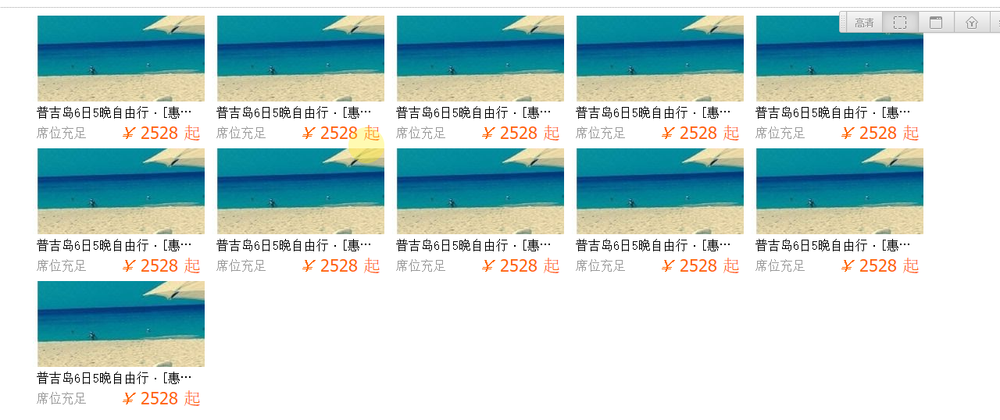 高清
普吉岛6日5晚自由行·[惠… 普吉岛6日5晚自由行·[惠… 普吉岛6日5晚自由行·[惠… 普吉岛6日5晚自由行·[惠… 普吉岛6日5晚自由行·[惠…
席位充足 ¥ 2528 起 席位充足 ¥ 2528 起 席位充足 ¥ 2528 起 席位充足 ¥ 2528 起 席位充足 ¥ 2528 起
普吉岛6日5晚自由行·[惠… 普吉岛6日5晚自由行·[惠… 普吉岛6日5晚自由行·[惠… 普吉岛6日5晚自由行·[惠… 普吉岛6日5晚自由行·[惠…
席位充足 ¥ 2528 起 席位充足 ¥ 2528 起 席位充足 ¥ 2528 起 席位充足 ¥ 2528 起 席位充足 ¥ 2528 起
普吉岛6日5晚自由行·[惠…
席位充足 ¥ 2528 起